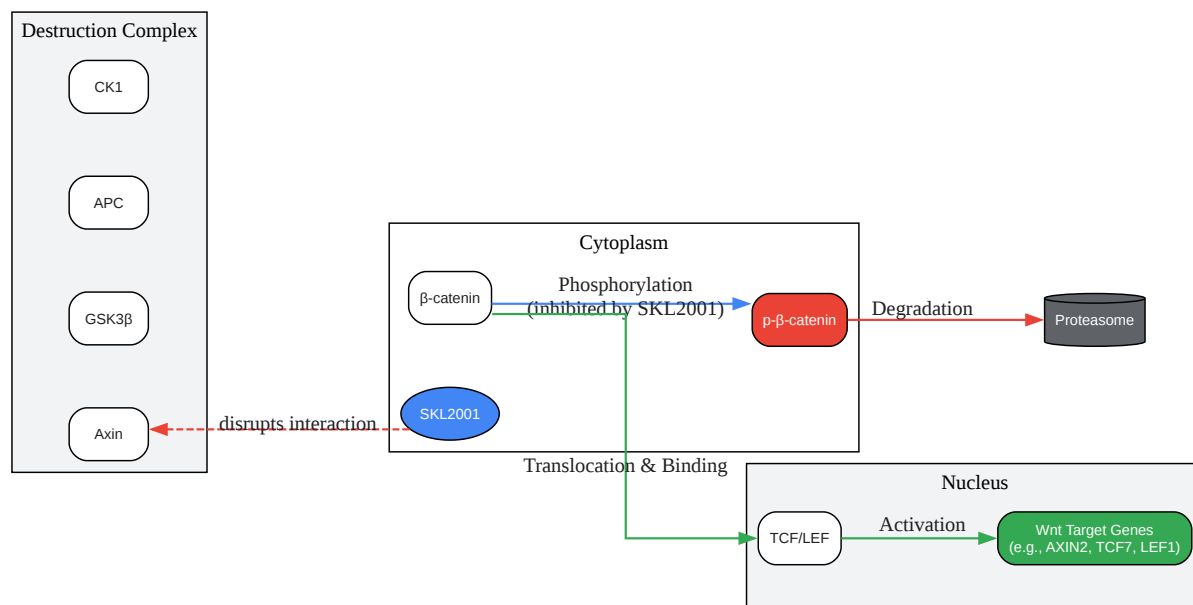 Destruction Complex
CK1
APC
GSK3β
Axin
disrupts interaction
Cytoplasm
β-catenin
Phosphorylation
(inhibited by SKL2001)
p-β-catenin
SKL2001
Degradation
Proteasome
Translocation & Binding
Nucleus
TCF/LEF
Activation
Wnt Target Genes
(e.g., AXIN2, TCF7, LEF1)